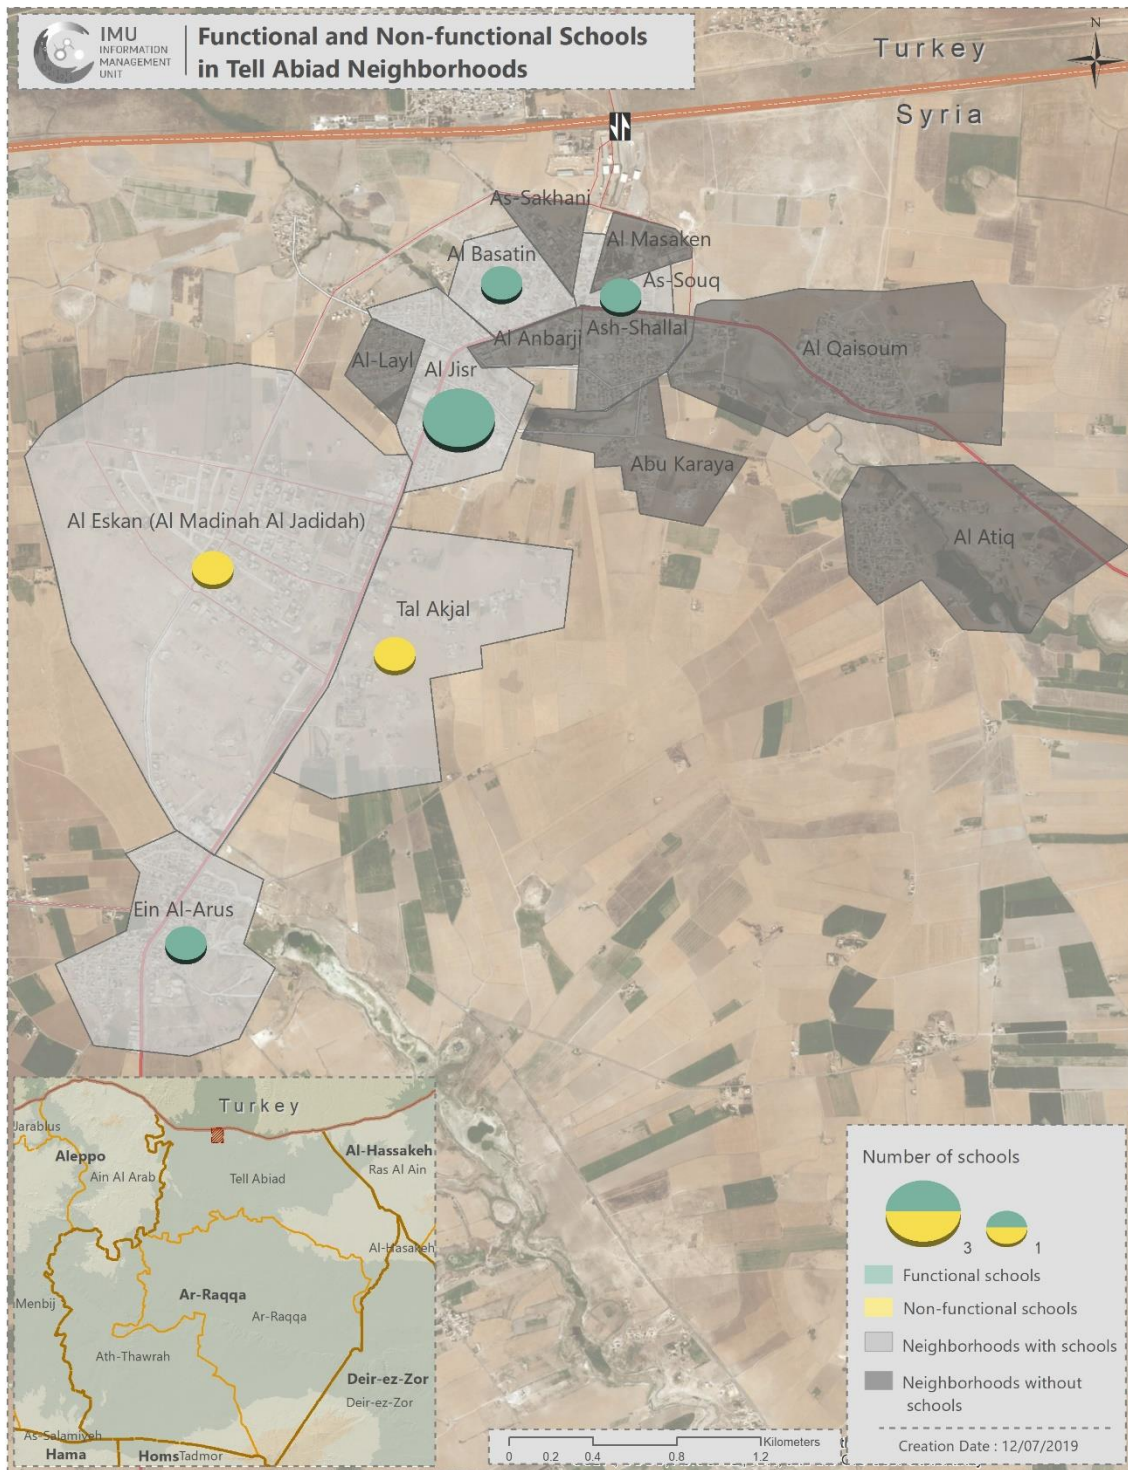 IMU
INFORMATION
MANAGEMENT
UNIT
Functional and Non-functional Schools
in Tell Abiad Neighborhoods
N
Turkey
Syria
As-Sakhani
Al Masaken
Al Basatin
As-Souq
Ash-Shallal
Al Anbarji
Al Qaisoum
Al-Layl
Al Jisr
Abu Karaya
Al Eskan (Al Madinah Al Jadidah)
Al Atiq
Tal Akjal
Ein Al-Arus
Turkey
Jarablus
Aleppo
Ain Al Arab
Tell Abiad
Al-Hassakeh
Ras Al Ain
Al-Hasakeh
Menbij
Ar-Raqqa
Ar-Raqqa
Ath-Thawrah
Deir-ez-Zor
Deir-ez-Zor
As-Salamiyeh
Hama
Homs
Tadmor
Number of schools
3
1
Functional schools
Non-functional schools
Neighborhoods with schools
Neighborhoods without
schools
Creation Date : 12/07/2019
Kilometers
0 0.2 0.4 0.8 1.2